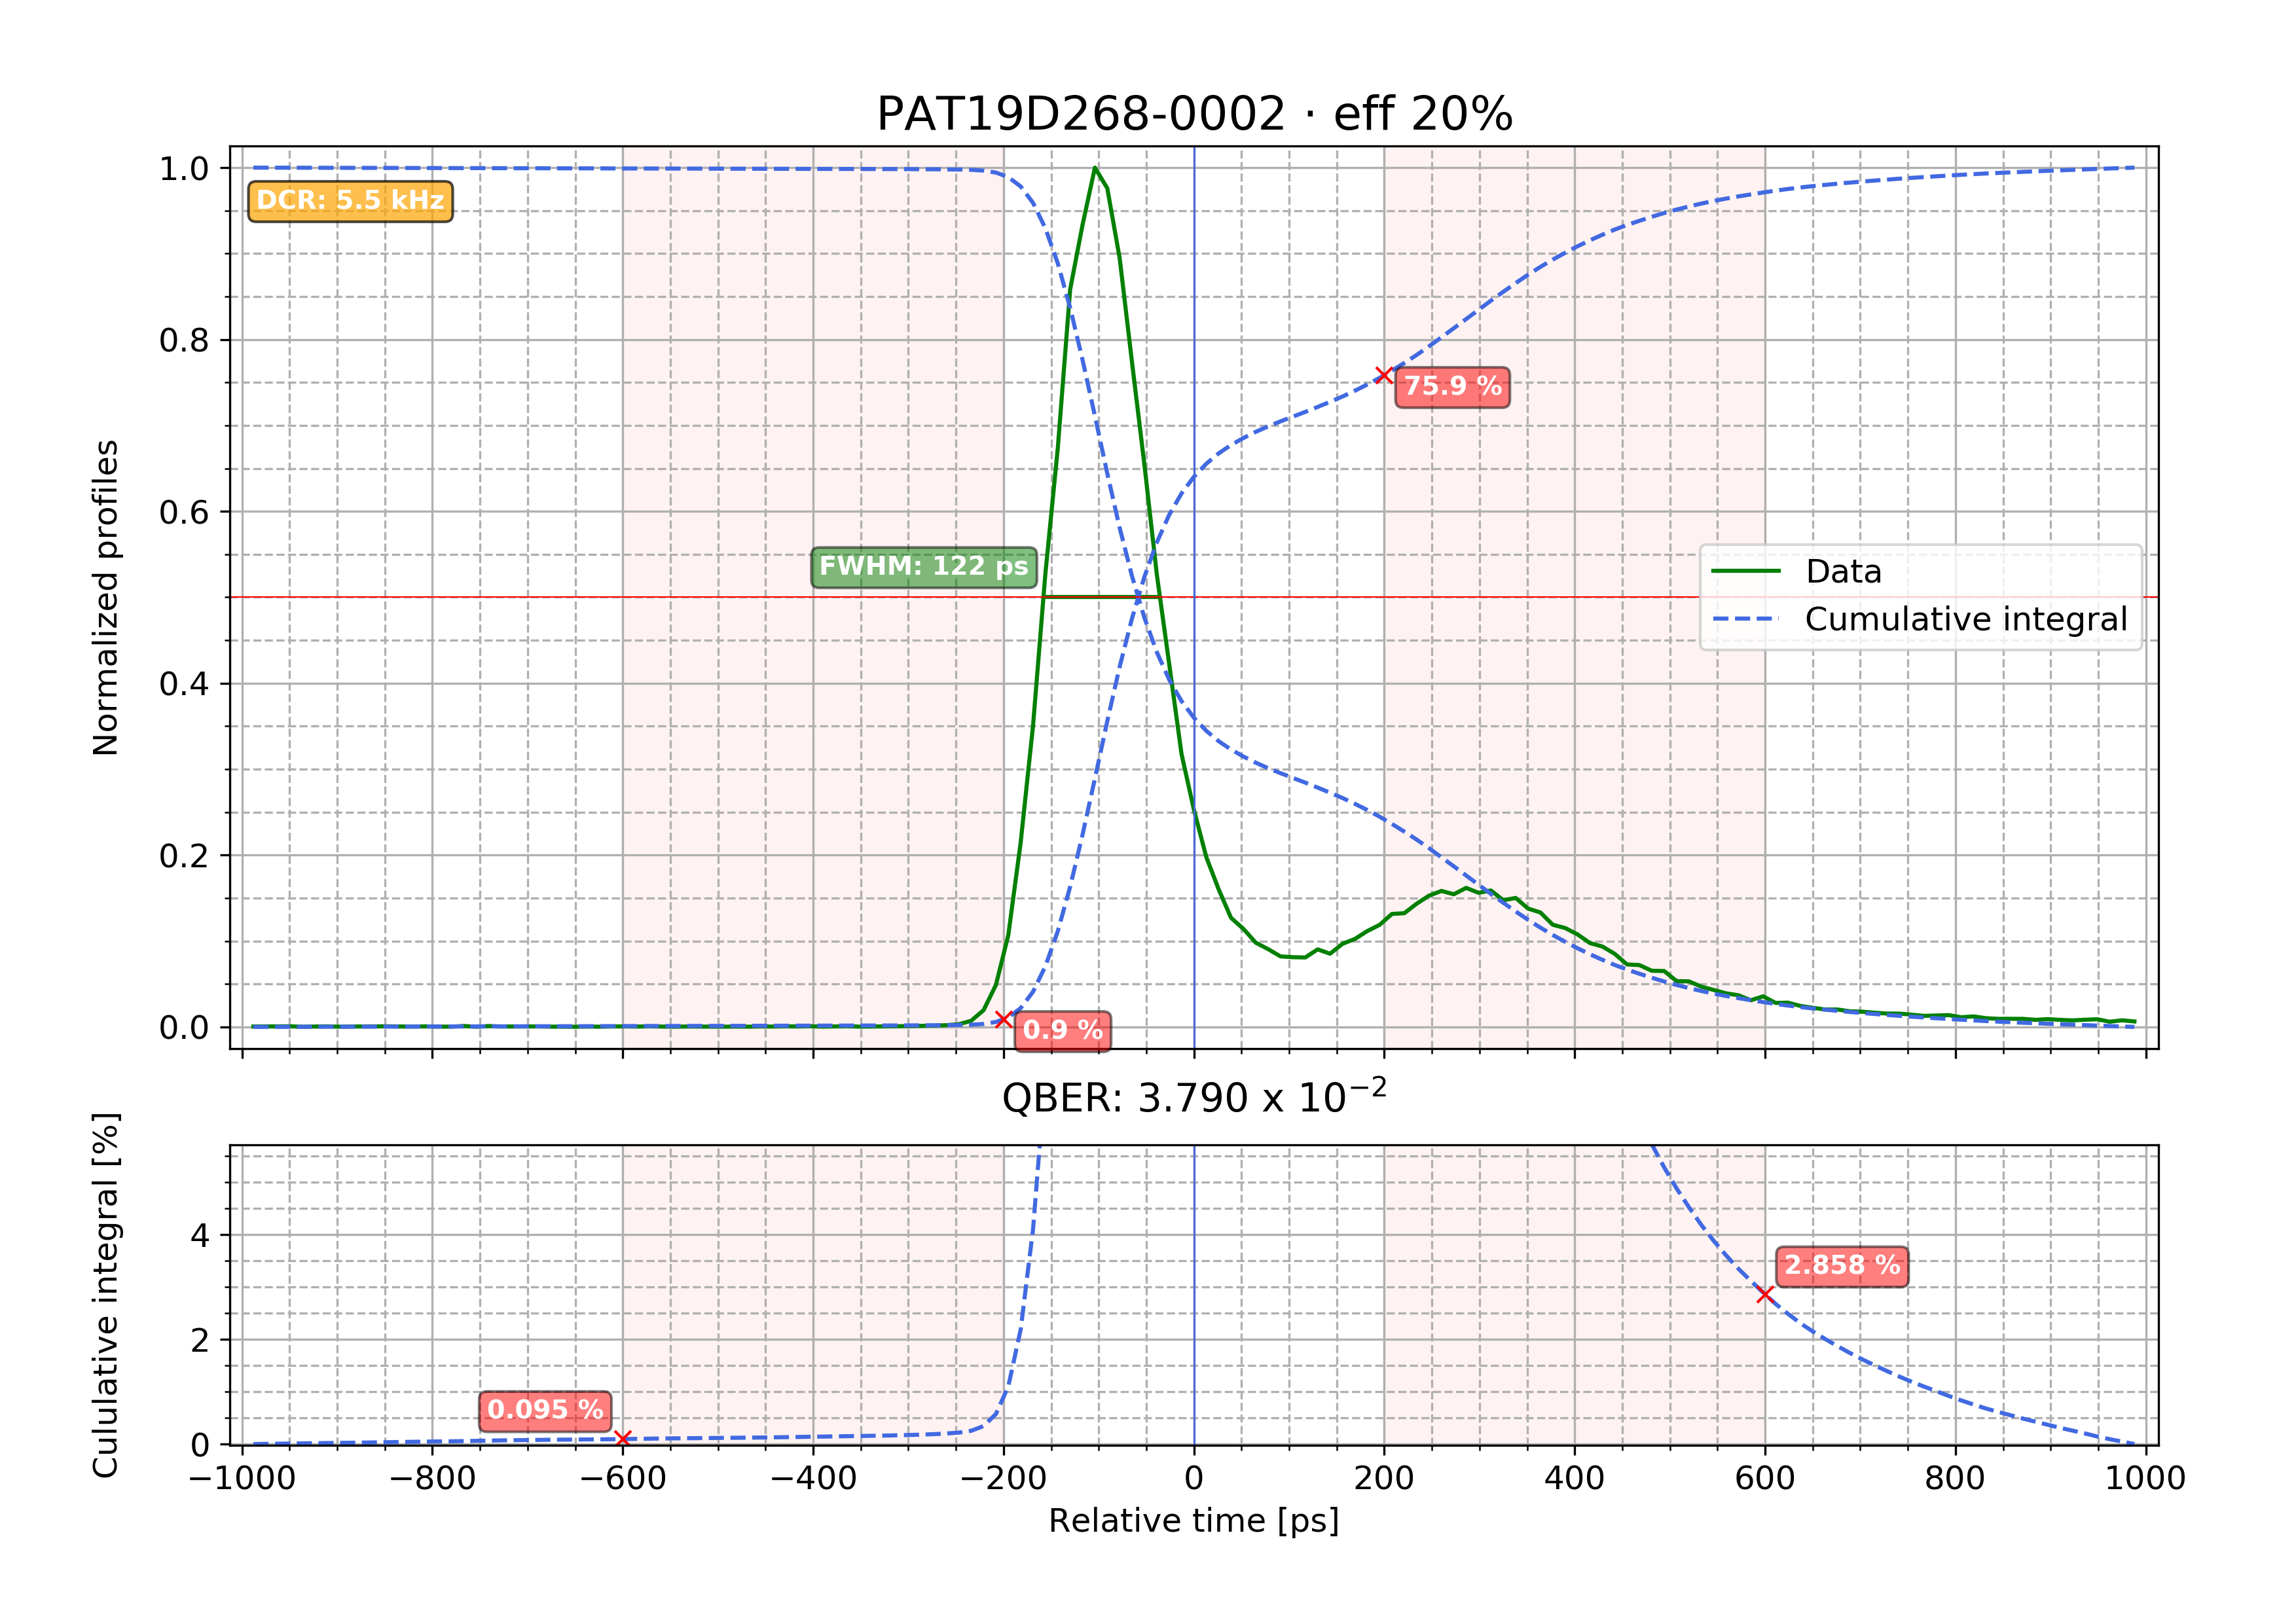 PAT19D268-0002 · eff 20%
Normalized profiles
1.0
0.8
0.6
0.4
0.2
0.0
DCR: 5.5 kHz
75.9 %
FWHM: 122 ps
Data
Cumulative integral
0.9 %
QBER: 3.790 x 10⁻²
Cululative integral [%]
4
2
0
2.858 %
0.095 %
−1000 −800 −600 −400 −200 0 200 400 600 800 1000
Relative time [ps]